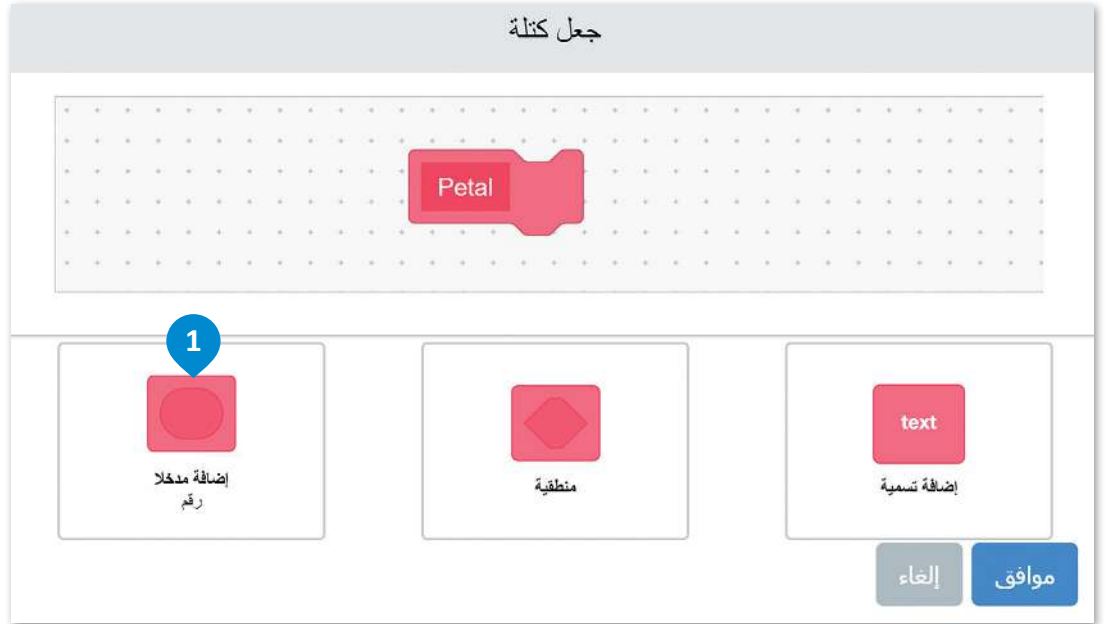 جعل كتلة
Petal
1
text
إضافة تسمية
منطقية
إضافة مدخلا
رقم
موافق
إلغاء